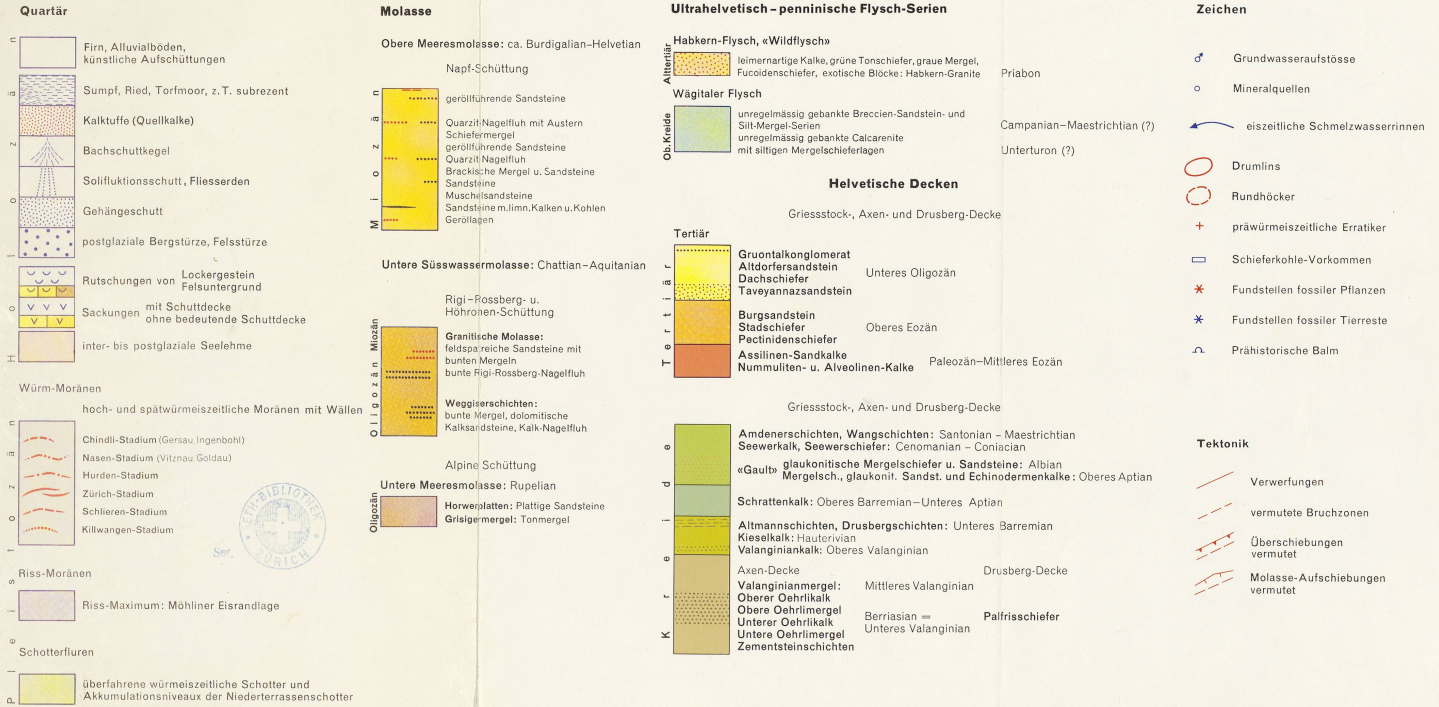 Quartär
Holozän
Firn, Alluvialböden,
künstliche Aufschüttungen
Sumpf, Ried, Torfmoor, z.T. subrezent
Kalktuffe (Quellkalke)
Bachschuttkegel
Solifluktionsschutt, Fliesserden
Gehängeschutt
postglaziale Bergstürze, Felsstürze
Rutschungen von Lockergestein
Felsuntergrund
Sackungen mit Schuttdecke
ohne bedeutende Schuttdecke
inter- bis postglaziale Seelehme
Pleistozän
Würm-Moränen
hoch- und spätwürmeiszeitliche Moränen mit Wällen
Chindli-Stadium (Gersau, Ingenbohl)
Nasen-Stadium (Vitznau, Goldau)
Hurden-Stadium
Zürich-Stadium
Schlieren-Stadium
Killwangen-Stadium
ETH-BIBLIOTHEK
ZÜRICH
Riss-Moränen
Riss-Maximum: Möhliner Eisrandlage
Schotterfluren
überfahrene würmeiszeitliche Schotter und
Akkumulationsniveaux der Niederterrassenschotter
Molasse
Obere Meeresmolasse: ca. Burdigalian–Helvetian
Napf-Schüttung
Miozän
geröllführende Sandsteine
Quarzit-Nagelfluh mit Austern
Schiefermergel
geröllführende Sandsteine
Quarzit-Nagelfluh
Brackische Mergel u. Sandsteine
Sandsteine
Muschelsandsteine
Sandsteine m. limn. Kalken u. Kohlen
Geröllagen
Untere Süsswassermolasse: Chattian–Aquitanian
Rigi-Rossberg- u.
Höhronen-Schüttung
Oligozän Miozän
Granitische Molasse:
feldspatreiche Sandsteine mit
bunten Mergeln
bunte Rigi-Rossberg-Nagelfluh
Weggiserschichten:
bunte Mergel, dolomitische
Kalksandsteine, Kalk-Nagelfluh
Alpine Schüttung
Untere Meeresmolasse: Rupelian
Oligozän
Horwerplatten: Plattige Sandsteine
Grisigermergel: Tonmergel
Ultrahelvetisch – penninische Flysch-Serien
Habkern-Flysch, «Wildflysch»
Alttertiär
leimernartige Kalke, grüne Tonschiefer, graue Mergel,
Fucoidenschiefer, exotische Blöcke: Habkern-Granite Priabon
Wägitaler Flysch
Ob. Kreide
unregelmässig gebankte Breccien-Sandstein- und
Silt-Mergel-Serien Campanian–Maestrichtian (?)
unregelmässig gebankte Calcarenite
mit siltigen Mergelschieferlagen Unterturon (?)
Helvetische Decken
Griessstock-, Axen- und Drusberg-Decke
Tertiär
Tertiär
Gruontalkonglomerat
Altdorfersandstein
Dachschiefer
Taveyannazsandstein
Unteres Oligozän
Burgsandstein
Stadschiefer
Pectinidenschiefer
Oberes Eozän
Assilinen-Sandkalke
Nummuliten- u. Alveolinen-Kalke
Paleozän–Mittleres Eozän
Griessstock-, Axen- und Drusberg-Decke
Kreide
Amdenerschichten, Wangschichten: Santonian – Maestrichtian
Seewerkalk, Seewerschiefer: Cenomanian – Coniacian
«Gault» glaukonitische Mergelschiefer u. Sandsteine: Albian
Mergelsch., glaukonit. Sandst. und Echinodermenkalke: Oberes Aptian
Schrattenkalk: Oberes Barremian–Unteres Aptian
Altmannschichten, Drusbergschichten: Unteres Barremian
Kieselkalk: Hauterivian
Valanginiankalk: Oberes Valanginian
Axen-Decke Drusberg-Decke
Valanginianmergel: Mittleres Valanginian
Oberer Oehrlikalk
Obere Oehrlimergel
Unterer Oehrlikalk
Untere Oehrlimergel
Zementsteinchichten
Berriasian =
Unteres Valanginian
Palfrisschiefer
Zeichen
Grundwasseraufstösse
Mineralquellen
eiszeitliche Schmelzwasserrinnen
Drumlins
Rundhöcker
präwürmeiszeitliche Erratiker
Schieferkohle-Vorkommen
Fundstellen fossiler Pflanzen
Fundstellen fossiler Tierreste
Prähistorische Balm
Tektonik
Verwerfungen
vermutete Bruchzonen
Überschiebungen
vermutet
Molasse-Aufschiebungen
vermutet